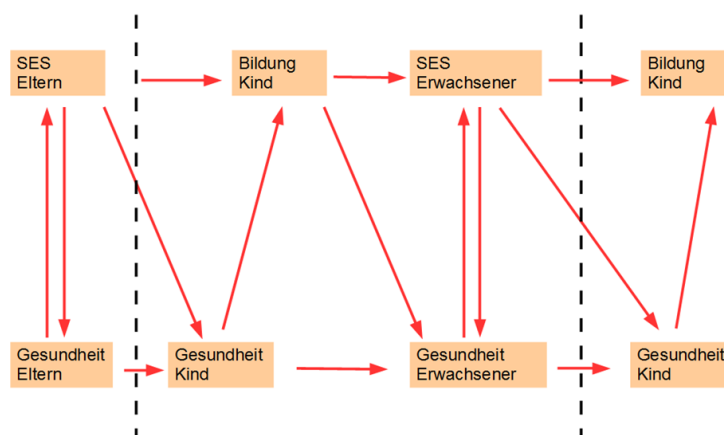 SES
Eltern
Bildung
Kind
SES
Erwachsener
Bildung
Kind
Gesundheit
Eltern
Gesundheit
Kind
Gesundheit
Erwachsener
Gesundheit
Kind